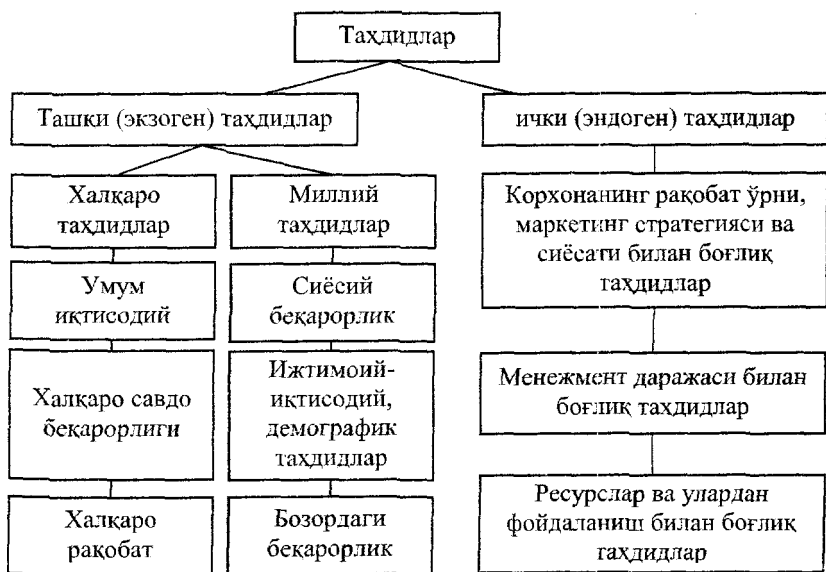 Таҳдидлар
Ташқи (экзоген) таҳдидлар
ички (эндоген) таҳдидлар
Халқаро
таҳдидлар
Миллий
таҳдидлар
Корхонанинг рақобат ўрни,
маркетинг стратегияси ва
сиёсати билан боғлиқ
таҳдидлар
Умум
иқтисодий
Сиёсий
беқарорлик
Халқаро савдо
беқарорлиги
Ижтимоий-
иқтисодий,
демографик
таҳдидлар
Менежмент даражаси билан
боғлиқ таҳдидлар
Халқаро
рақобат
Бозордаги
беқарорлик
Ресурслар ва улардан
фойдаланиш билан боғлиқ
таҳдидлар